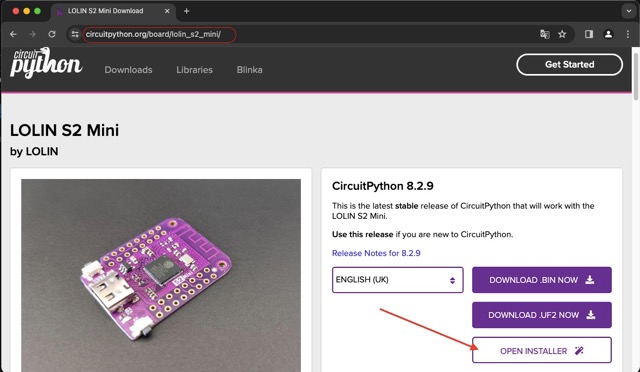 LOLIN S2 Mini Download
circuitpython.org/board/lolin_s2_mini/
circuit
python
Downloads
Libraries
Blinka
Get Started
LOLIN S2 Mini
by LOLIN
CircuitPython 8.2.9
This is the latest stable release of CircuitPython that will work with the
LOLIN S2 Mini.
Use this release if you are new to CircuitPython.
Release Notes for 8.2.9
ENGLISH (UK)
DOWNLOAD .BIN NOW
DOWNLOAD .UF2 NOW
OPEN INSTALLER